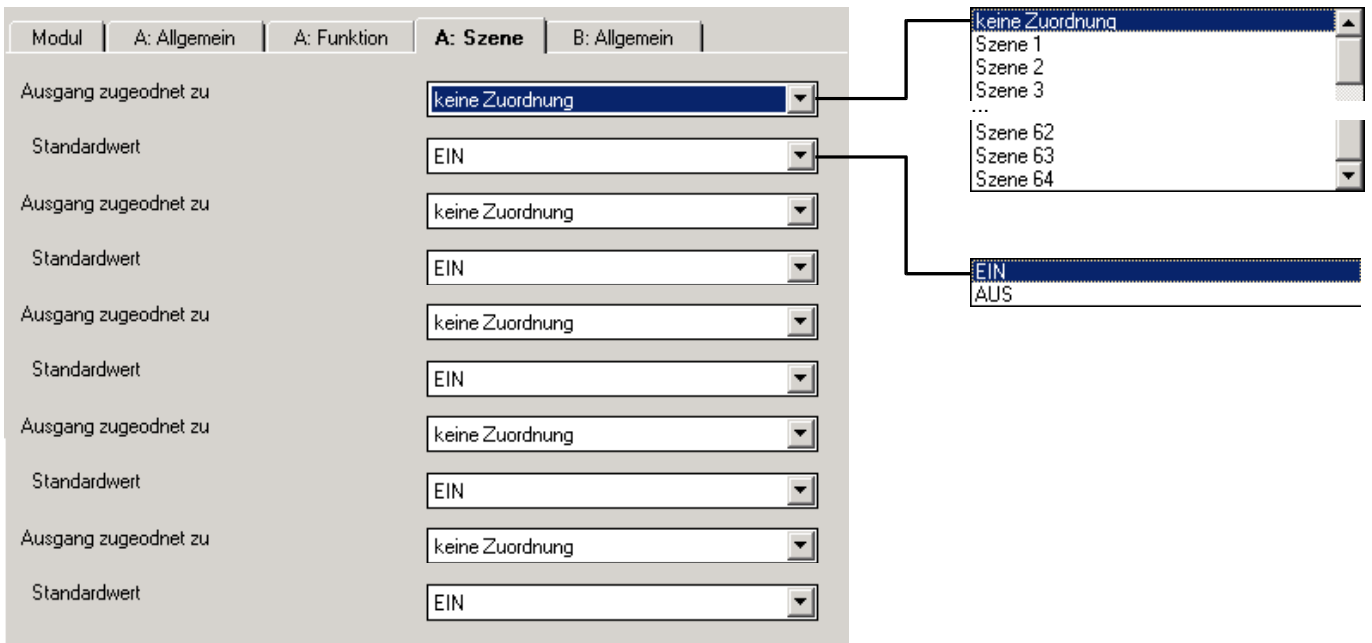 Modul
A: Allgemein
A: Funktion
A: Szene
B: Allgemein
Ausgang zugeodnet zu
keine Zuordnung
Standardwert
EIN
Ausgang zugeodnet zu
keine Zuordnung
Standardwert
EIN
Ausgang zugeodnet zu
keine Zuordnung
Standardwert
EIN
Ausgang zugeodnet zu
keine Zuordnung
Standardwert
EIN
Ausgang zugeodnet zu
keine Zuordnung
Standardwert
EIN
keine Zuordnung
Szene 1
Szene 2
Szene 3
...
Szene 62
Szene 63
Szene 64
EIN
AUS